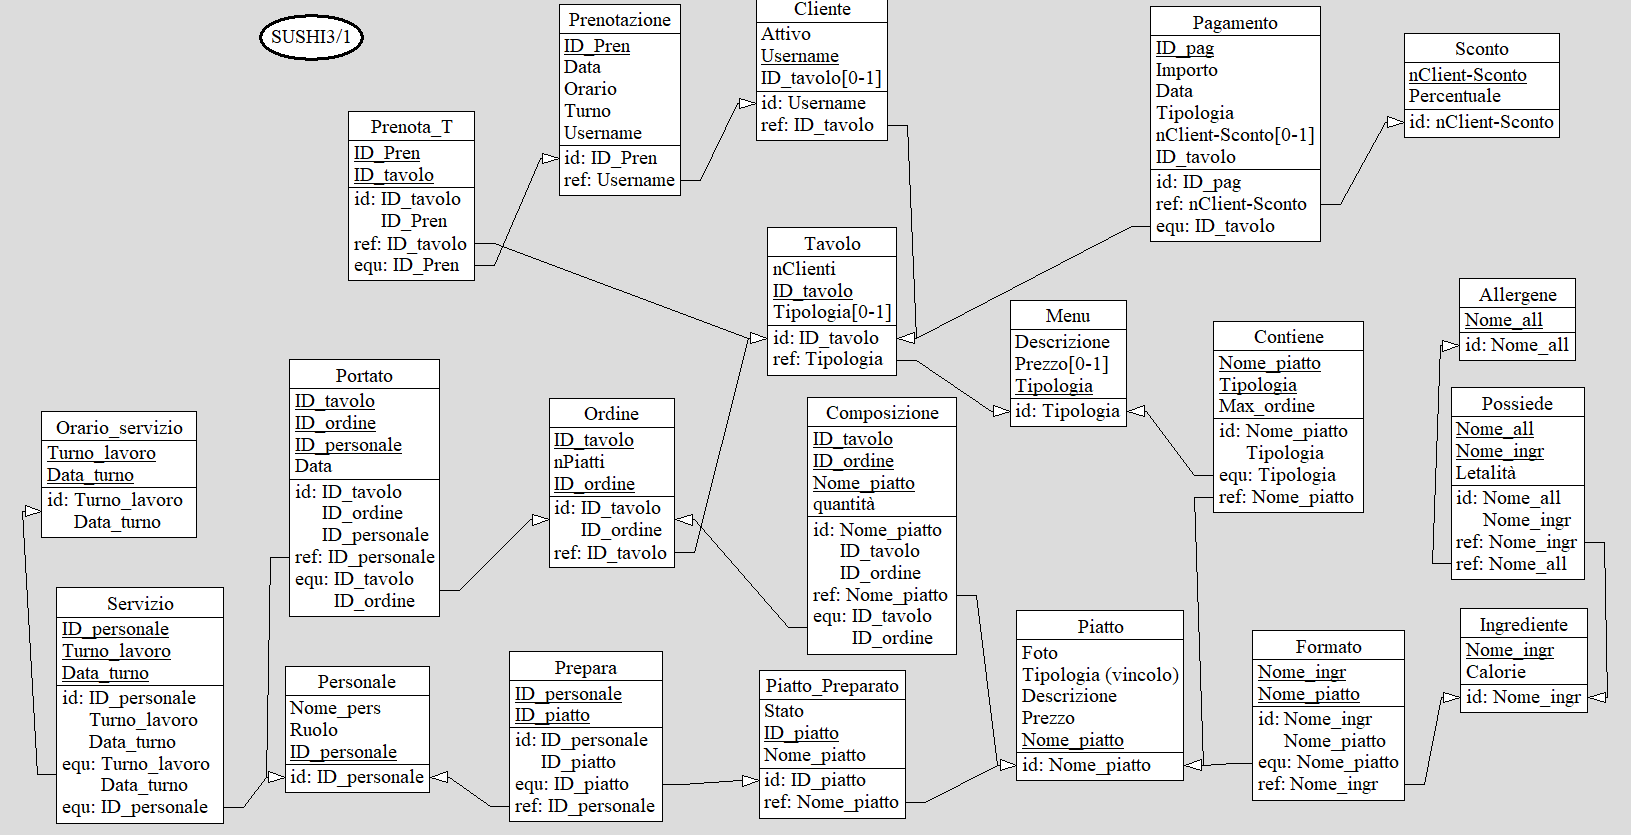 SUSHI3/1
Prenotazione
ID_Pren
Data
Orario
Turno
Username
id: ID_Pren
ref: Username
Cliente
Attivo
Username
ID_tavolo[0-1]
id: Username
ref: ID_tavolo
Pagamento
ID_pag
Importo
Data
Tipologia
nClient-Sconto[0-1]
ID_tavolo
id: ID_pag
ref: nClient-Sconto
equ: ID_tavolo
Sconto
nClient-Sconto
Percentuale
id: nClient-Sconto
Prenota_T
ID_Pren
ID_tavolo
id: ID_tavolo
ID_Pren
ref: ID_tavolo
equ: ID_Pren
Tavolo
nClienti
ID_tavolo
Tipologia[0-1]
id: ID_tavolo
ref: Tipologia
Menu
Descrizione
Prezzo[0-1]
Tipologia
id: Tipologia
Contiene
Nome_piatto
Tipologia
Max_ordine
id: Nome_piatto
Tipologia
equ: Tipologia
ref: Nome_piatto
Allergene
Nome_all
id: Nome_all
Possiede
Nome_all
Nome_ingr
Letalità
id: Nome_all
Nome_ingr
ref: Nome_ingr
ref: Nome_all
Orario_servizio
Turno_lavoro
Data_turno
id: Turno_lavoro
Data_turno
Portato
ID_tavolo
ID_ordine
ID_personale
Data
id: ID_tavolo
ID_ordine
ID_personale
ref: ID_personale
equ: ID_tavolo
ID_ordine
Ordine
ID_tavolo
nPiatti
ID_ordine
id: ID_tavolo
ID_ordine
ref: ID_tavolo
Composizione
ID_tavolo
ID_ordine
Nome_piatto
quantità
id: Nome_piatto
ID_tavolo
ID_ordine
ref: Nome_piatto
equ: ID_tavolo
ID_ordine
Servizio
ID_personale
Turno_lavoro
Data_turno
id: ID_personale
Turno_lavoro
Data_turno
equ: Turno_lavoro
Data_turno
equ: ID_personale
Personale
Nome_pers
Ruolo
ID_personale
id: ID_personale
Prepara
ID_personale
ID_piatto
id: ID_personale
ID_piatto
equ: ID_piatto
ref: ID_personale
Piatto_Preparato
Stato
ID_piatto
Nome_piatto
id: ID_piatto
ref: Nome_piatto
Piatto
Foto
Tipologia (vincolo)
Descrizione
Prezzo
Nome_piatto
id: Nome_piatto
Formato
Nome_ingr
Nome_piatto
id: Nome_ingr
Nome_piatto
equ: Nome_piatto
ref: Nome_ingr
Ingrediente
Nome_ingr
Calorie
id: Nome_ingr